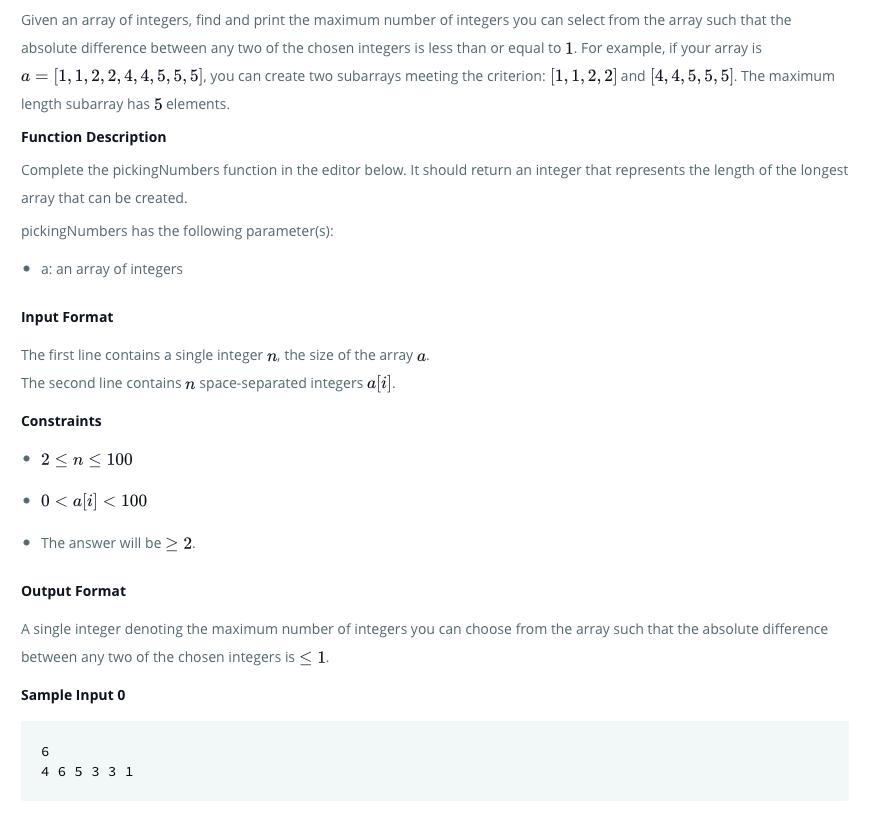 Given an array of integers, find and print the maximum number of integers you can select from the array such that the
absolute difference between any two of the chosen integers is less than or equal to 1. For example, if your array is
a = [1, 1, 2, 2, 4, 4, 5, 5, 5], you can create two subarrays meeting the criterion: [1, 1, 2, 2] and [4, 4, 5, 5, 5]. The maximum
length subarray has 5 elements.
Function Description
Complete the pickingNumbers function in the editor below. It should return an integer that represents the length of the longest
array that can be created.
pickingNumbers has the following parameter(s):
• a: an array of integers
Input Format
The first line contains a single integer n, the size of the array a.
The second line contains n space-separated integers a[i].
Constraints
• 2 ≤ n ≤ 100
• 0 < a[i] < 100
• The answer will be ≥ 2.
Output Format
A single integer denoting the maximum number of integers you can choose from the array such that the absolute difference
between any two of the chosen integers is ≤ 1.
Sample Input 0
6
4 6 5 3 3 1